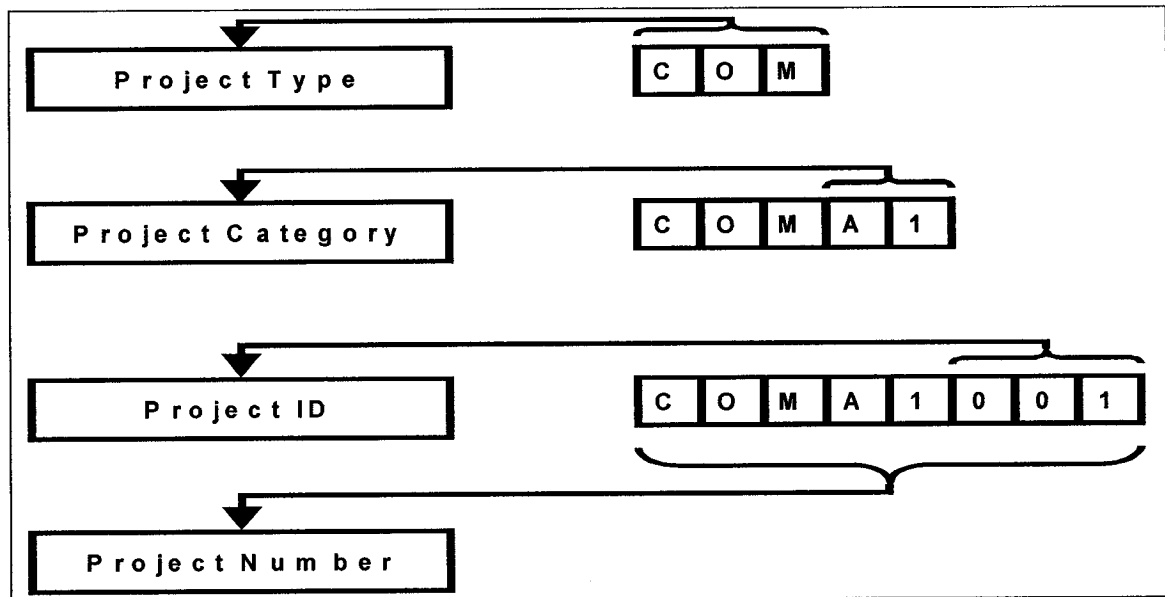 Project Type
C O M
Project Category
C O M A 1
Project ID
C O M A 1 0 0 1
Project Number